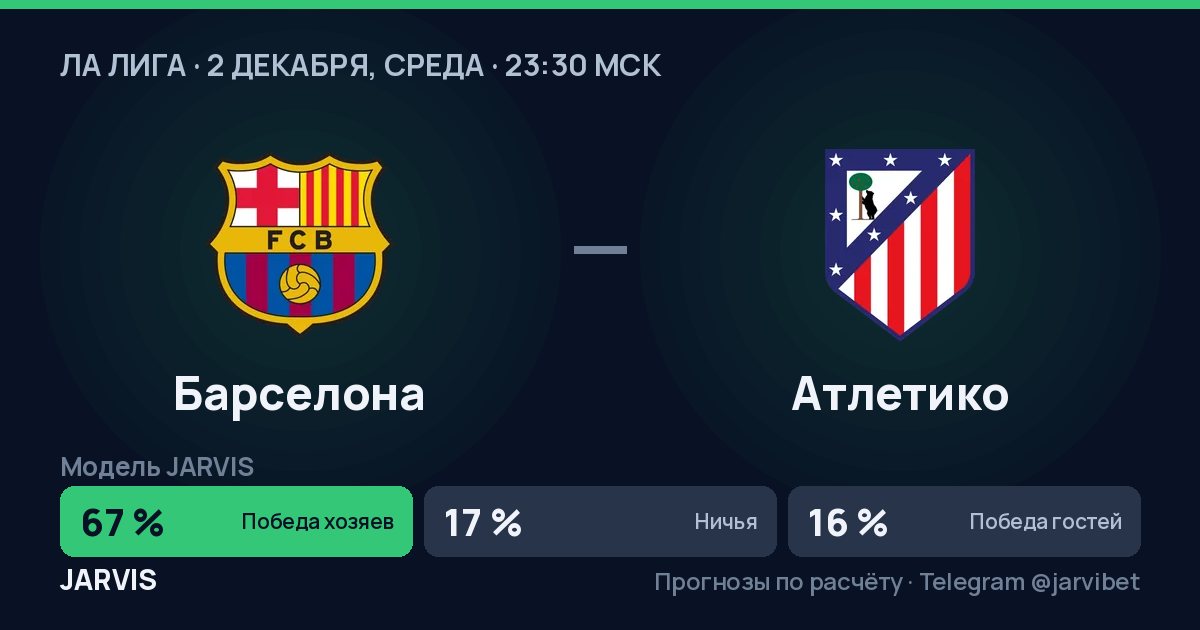 ЛА ЛИГА · 2 ДЕКАБРЯ, СРЕДА · 23:30 МСК
FCB
Барселона
Атлетико
Модель JARVIS
67 % Победа хозяев
17 % Ничья
16 % Победа гостей
JARVIS
Прогнозы по расчёту · Telegram @jarvibet